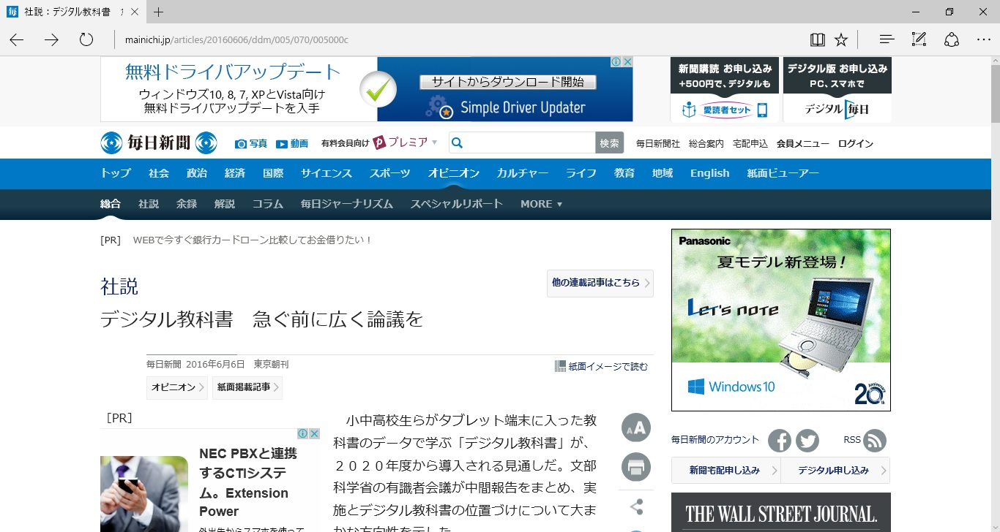 社説：デジタル教科書
mainichi.jp/articles/20160606/ddm/005/070/005000c
無料ドライバアップデート
ウィンドウズ10, 8, 7, XPとVista向け
無料ドライバアップデートを入手
サイトからダウンロード開始
Simple Driver Updater
新聞購読 お申し込み
+500円で、デジタルも
愛読者セット
デジタル版 お申し込み
PC、スマホで
デジタル毎日
毎日新聞
写真
動画
有料会員向け プレミア
検索
毎日新聞社 総合案内 宅配申込 会員メニュー ログイン
トップ 社会 政治 経済 国際 サイエンス スポーツ オピニオン カルチャー ライフ 教育 地域 English 紙面ビューアー
総合 社説 余録 解説 コラム 毎日ジャーナリズム スペシャルリポート MORE ▼
[PR] WEBで今すぐ銀行カードローン比較してお金借りたい！
社説
他の連載記事はこちら
デジタル教科書　急ぐ前に広く論議を
毎日新聞 2016年6月6日　東京朝刊
紙面イメージで読む
オピニオン
紙面掲載記事
[PR]
NEC PBXと連携
するCTIシステ
ム。Extension
Power
外出先からスマホを使って
　小中高校生らがタブレット端末に入った教
科書のデータで学ぶ「デジタル教科書」が、
２０２０年度から導入される見通しだ。文部
科学省の有識者会議が中間報告をまとめ、実
施とデジタル教科書の位置づけについて大ま
かな方向性を示した
AA
Panasonic
夏モデル新登場！
Let's note
Windows 10
20th
Anniversary
毎日新聞のアカウント
RSS
新聞宅配申し込み
デジタル申し込み
THE WALL STREET JOURNAL.